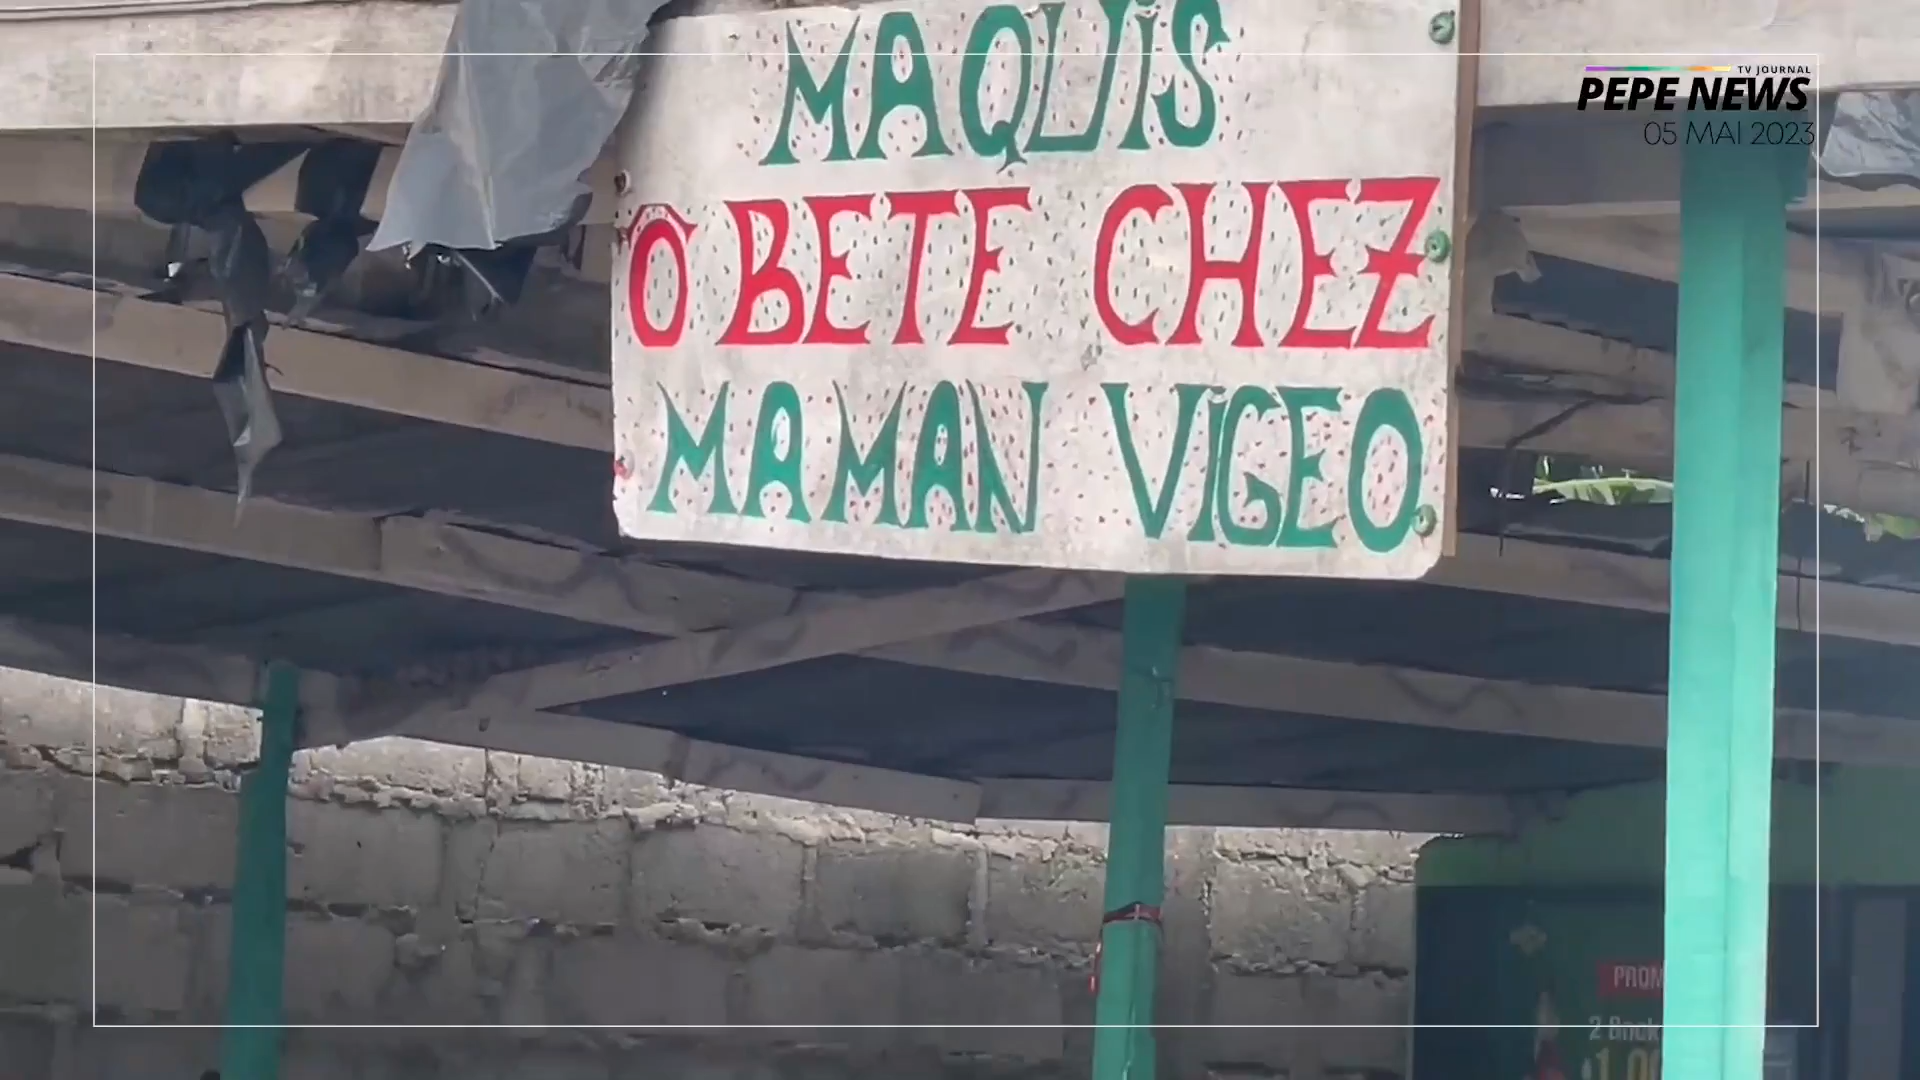 MAQUIS
Ô BETE CHEZ
MAMAN VIGEO
TV JOURNAL
PEPE NEWS
05 MAI 2023